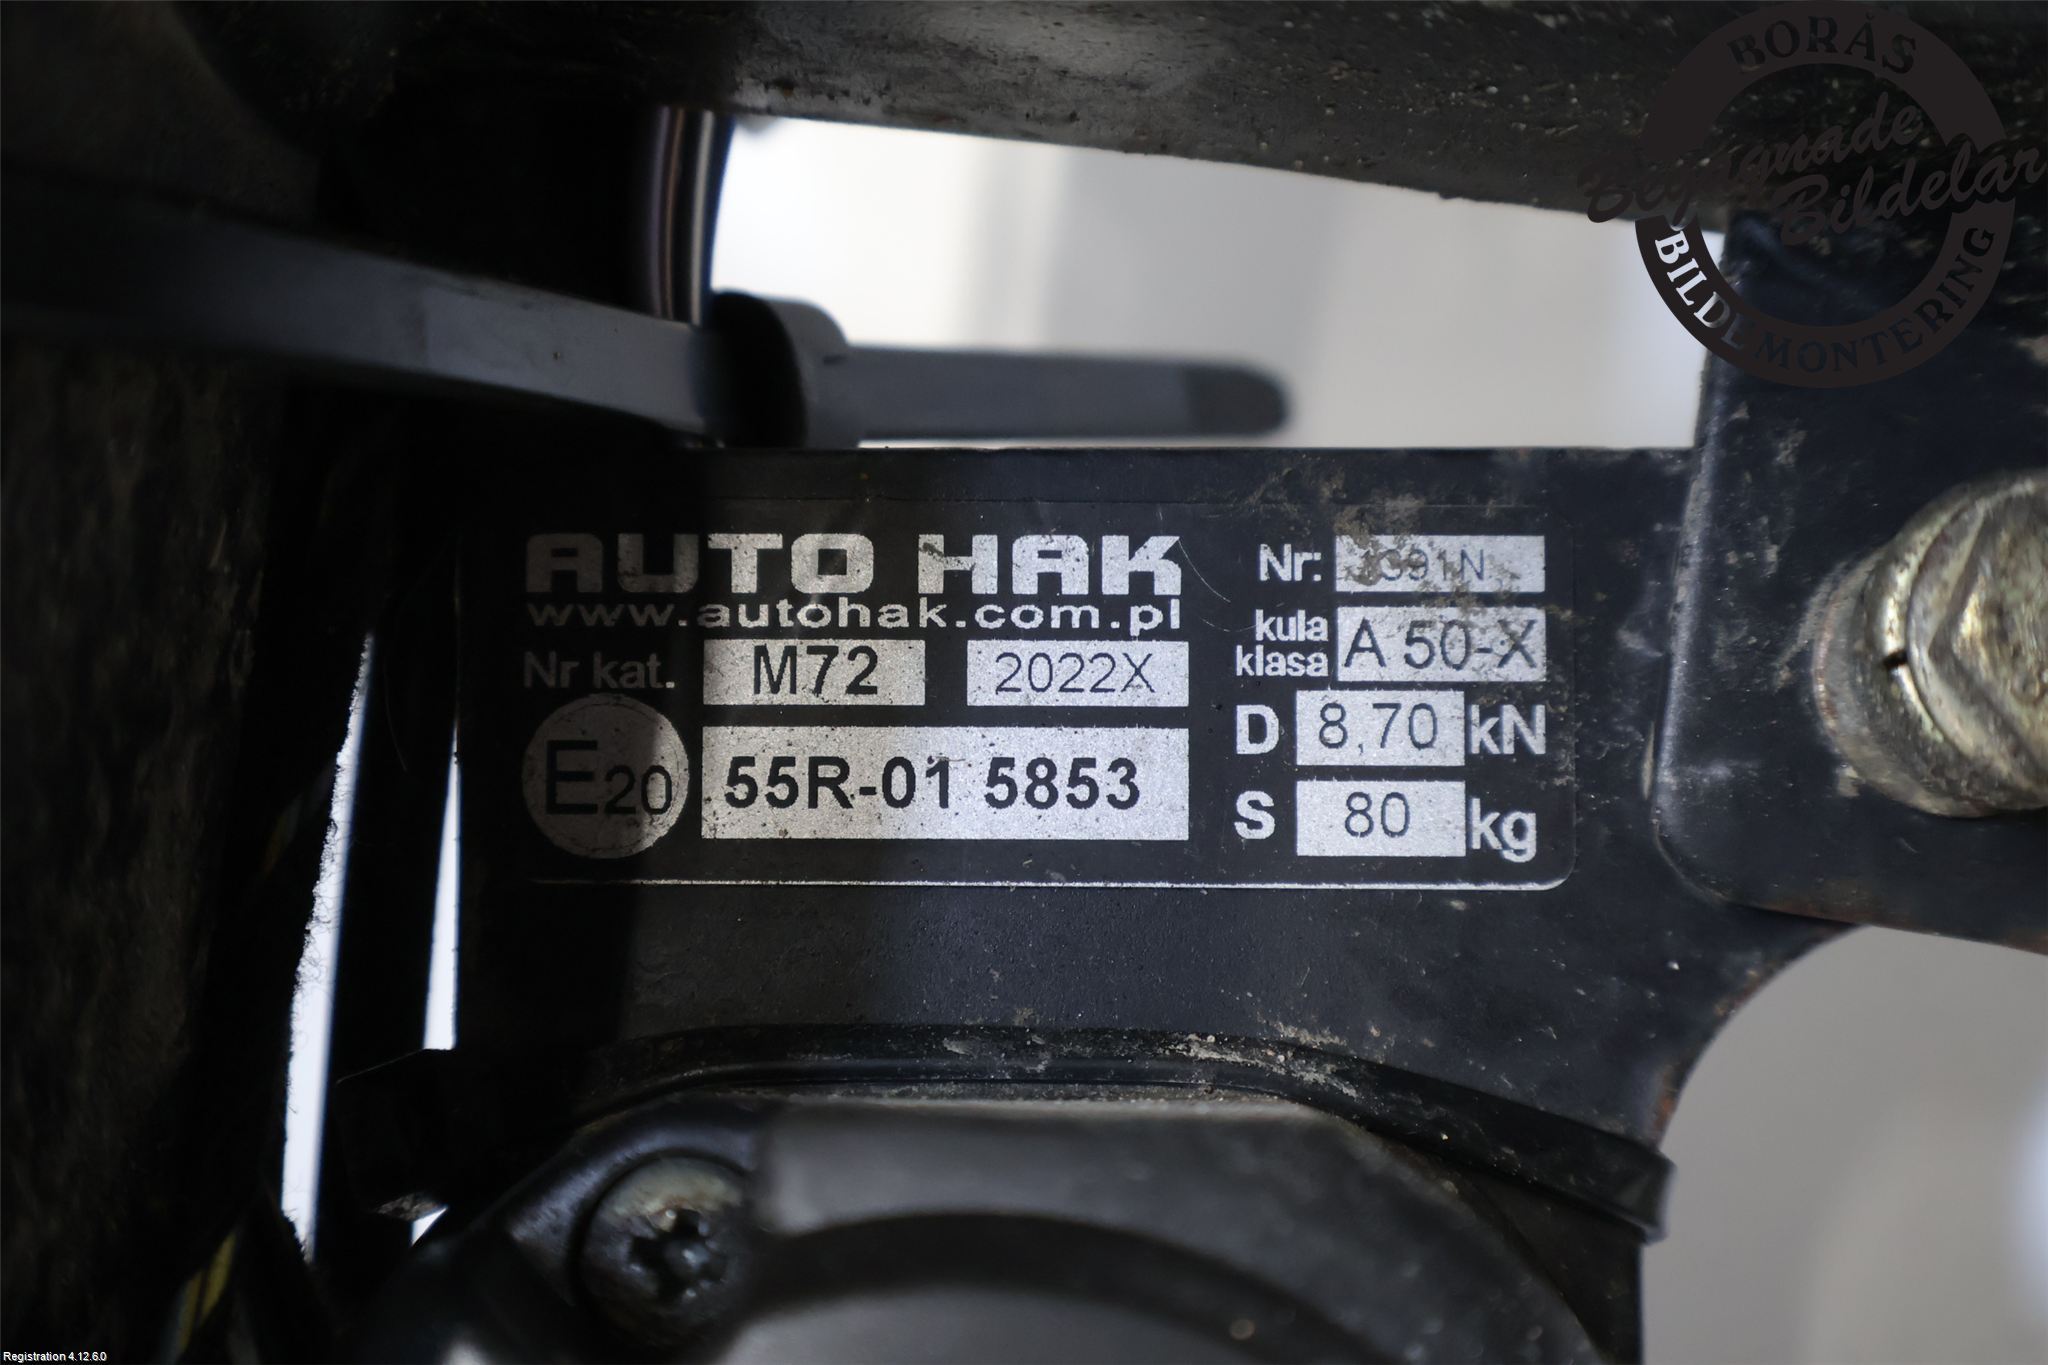 BORÅS
Begagnade
Bildelar
BILDEMONTERING
AUTO HAK
www.autohak.com.pl
Nr kat. M72 2022X
E20 55R-01 5853
Nr:
kula
klasa A 50-X
D 8,70 kN
S 80 kg
Registration 4.12.6.0